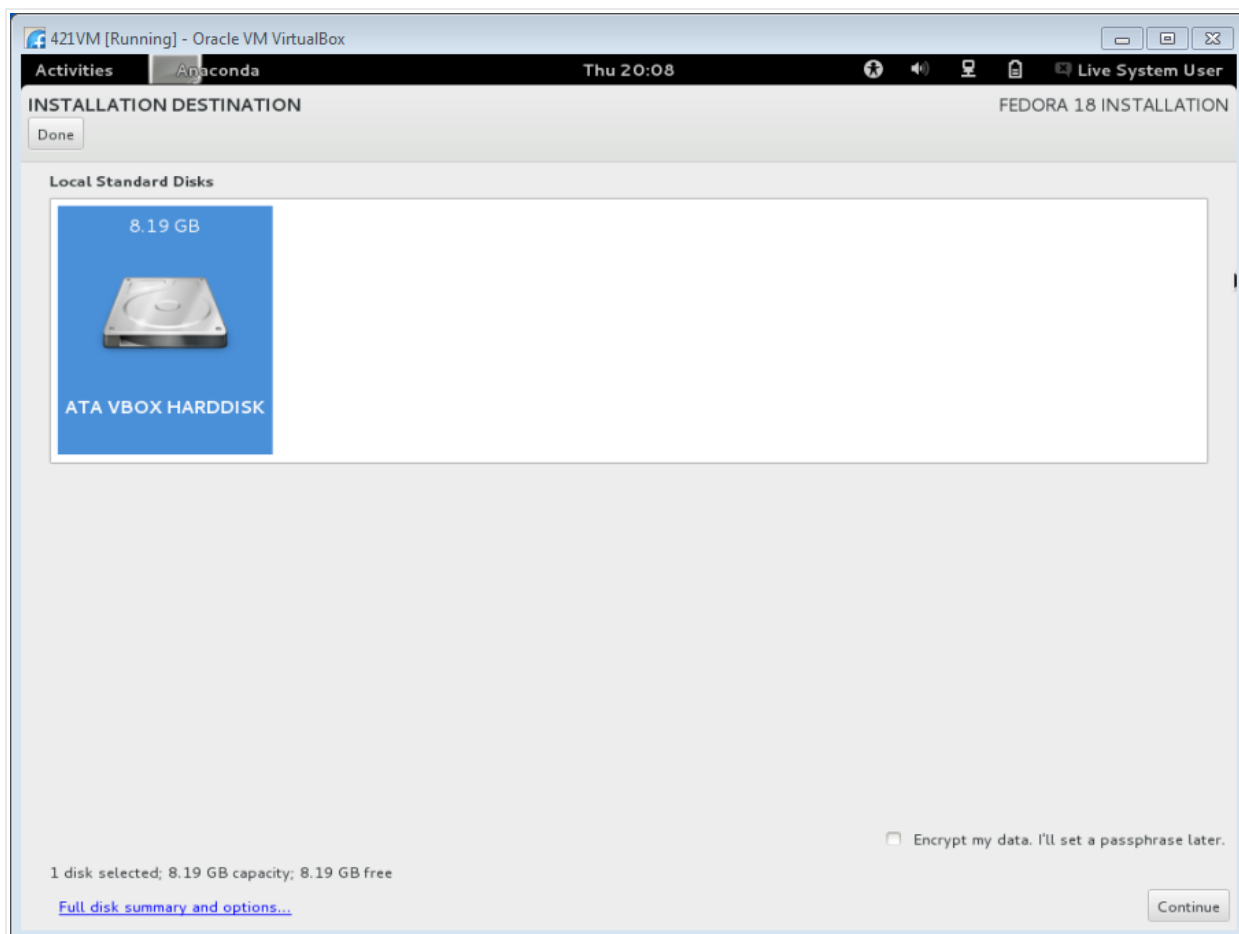 421VM [Running] - Oracle VM VirtualBox
Activities Anaconda Thu 20:08 Live System User
INSTALLATION DESTINATION FEDORA 18 INSTALLATION
Done
Local Standard Disks
8.19 GB
ATA VBOX HARDDISK
Encrypt my data. I'll set a passphrase later.
1 disk selected; 8.19 GB capacity; 8.19 GB free
Full disk summary and options... Continue